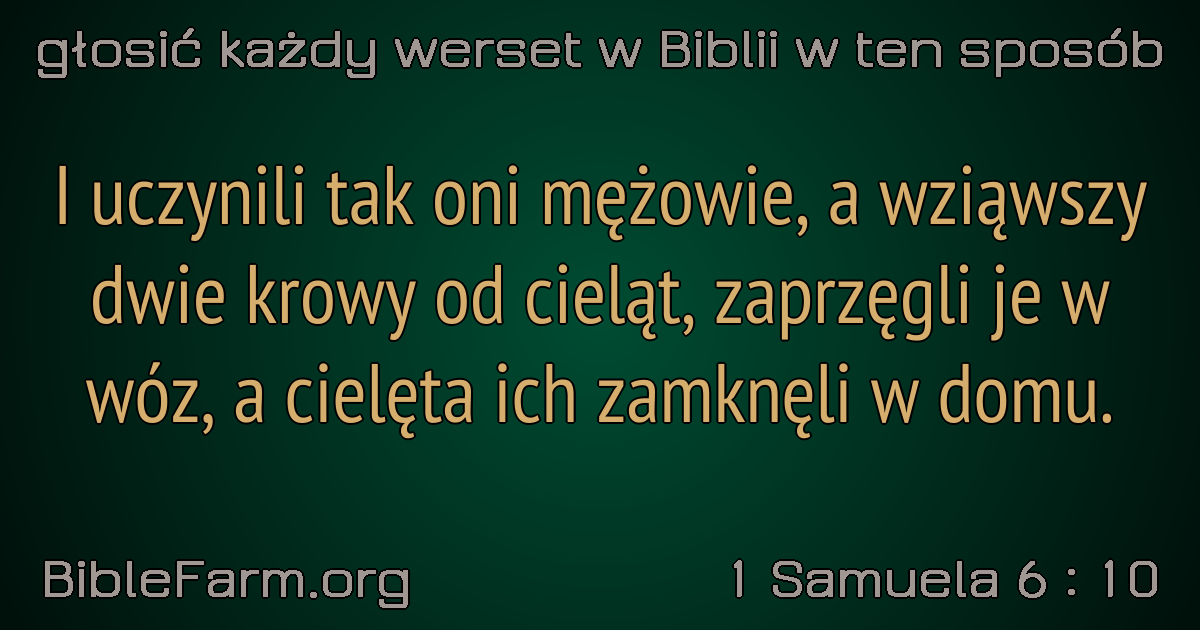 głosić każdy werset w Biblii w ten sposób
I uczynili tak oni mężowie, a wziąwszy
dwie krowy od cieląt, zaprzęgli je w
wóz, a cielęta ich zamknęli w domu.
BibleFarm.org
1 Samuela 6 : 10